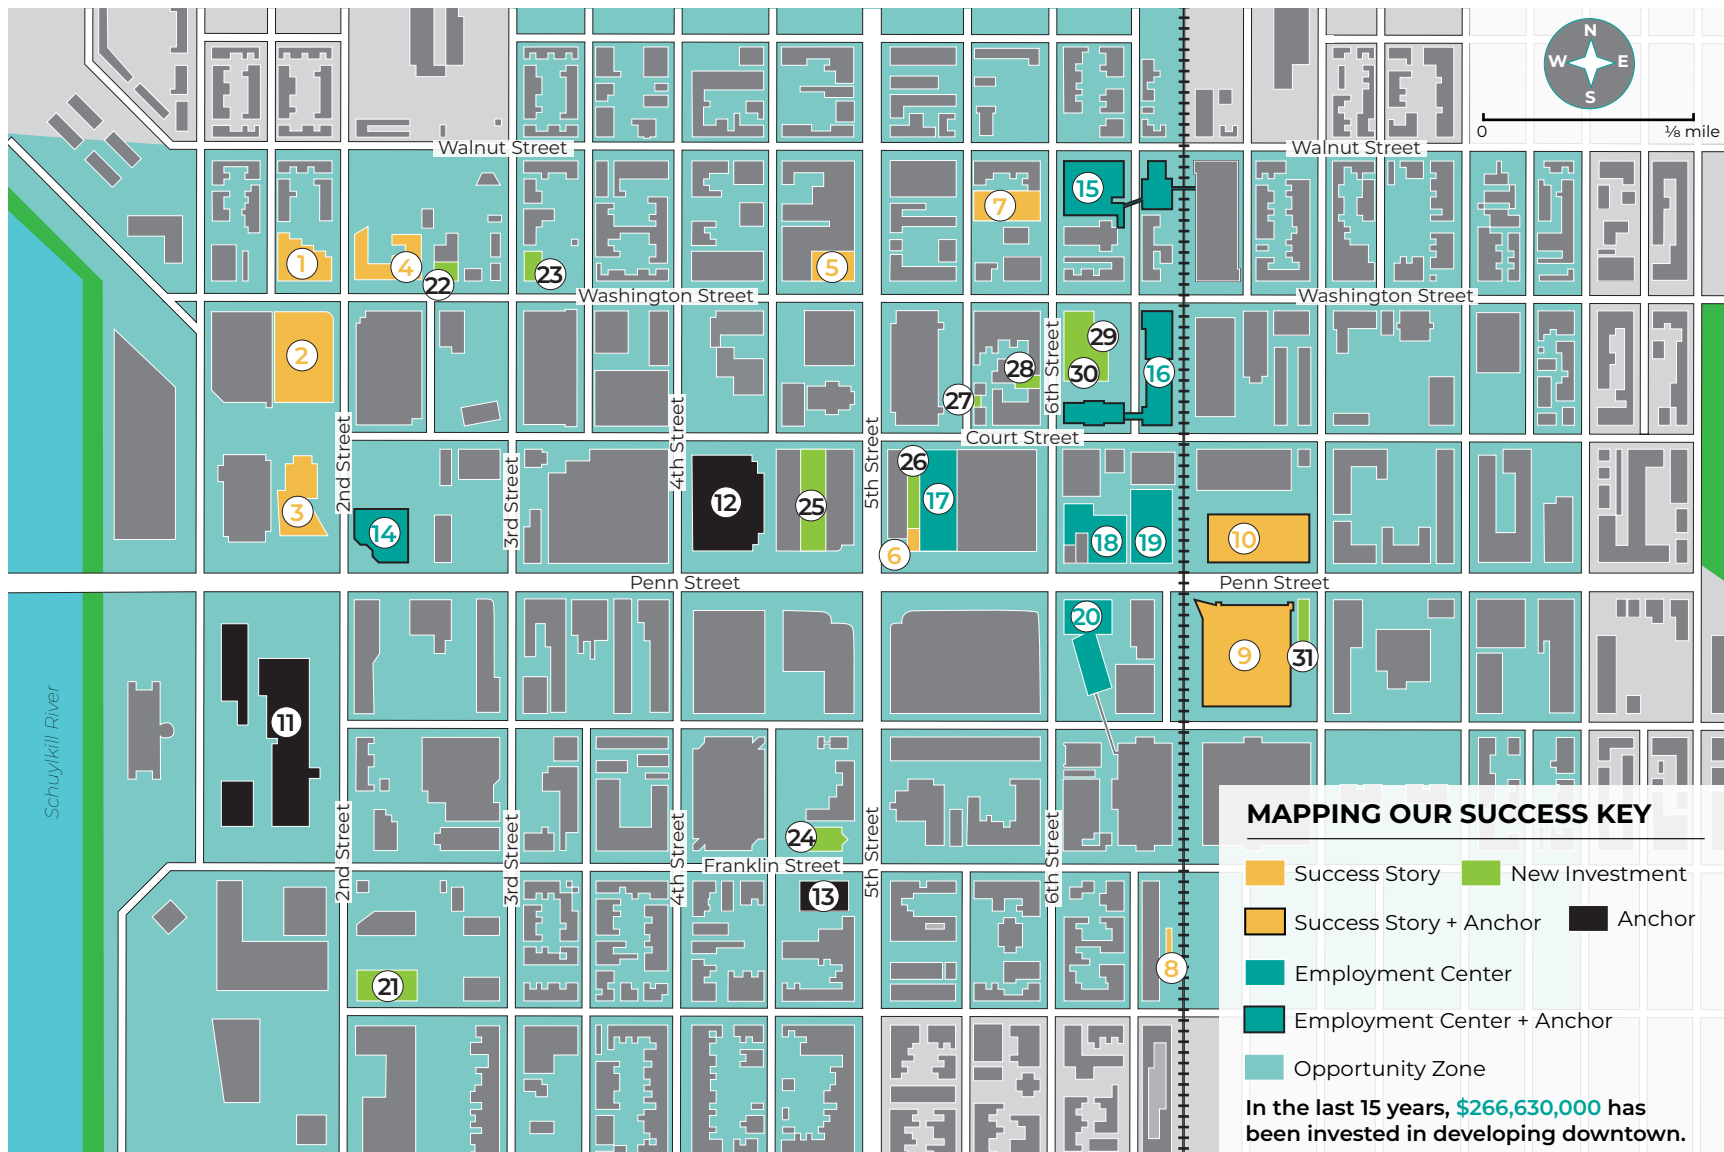 N
W E
S
0 ⅛ mile
Walnut Street
Walnut Street
15
7
1
4
22
23
5
Washington Street
Washington Street
2
29
28
30
16
27
6th Street
2nd Street
4th Street
5th Street
Court Street
3rd Street
26
12
25
17
3
14
6
18
19
10
Penn Street
Penn Street
20
9
31
11
Schuylkill River
24
2nd Street
3rd Street
4th Street
5th Street
6th Street
Franklin Street
13
8
21
MAPPING OUR SUCCESS KEY
Success Story
New Investment
Success Story + Anchor
Anchor
Employment Center
Employment Center + Anchor
Opportunity Zone
In the last 15 years, $266,630,000 has
been invested in developing downtown.